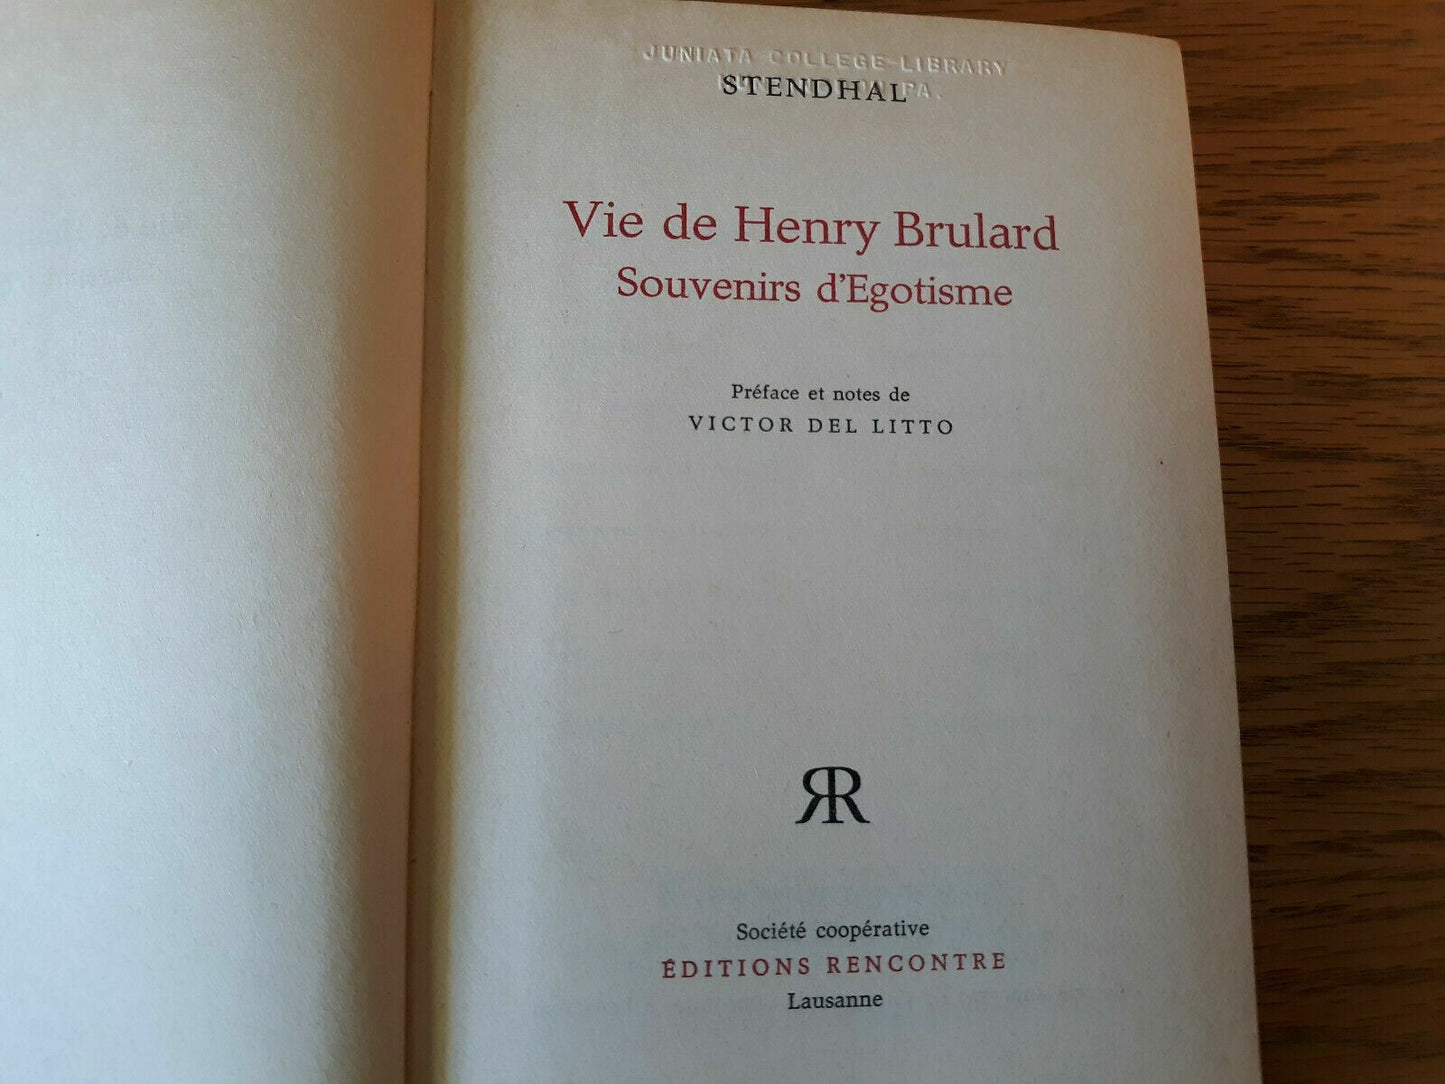 JUNIATA COLLEGE LIBRARY
PA.
STENDHAL
Vie de Henry Brulard
Souvenirs d'Egotisme
Préface et notes de
VICTOR DEL LITTO
RR
Société coopérative
ÉDITIONS RENCONTRE
Lausanne